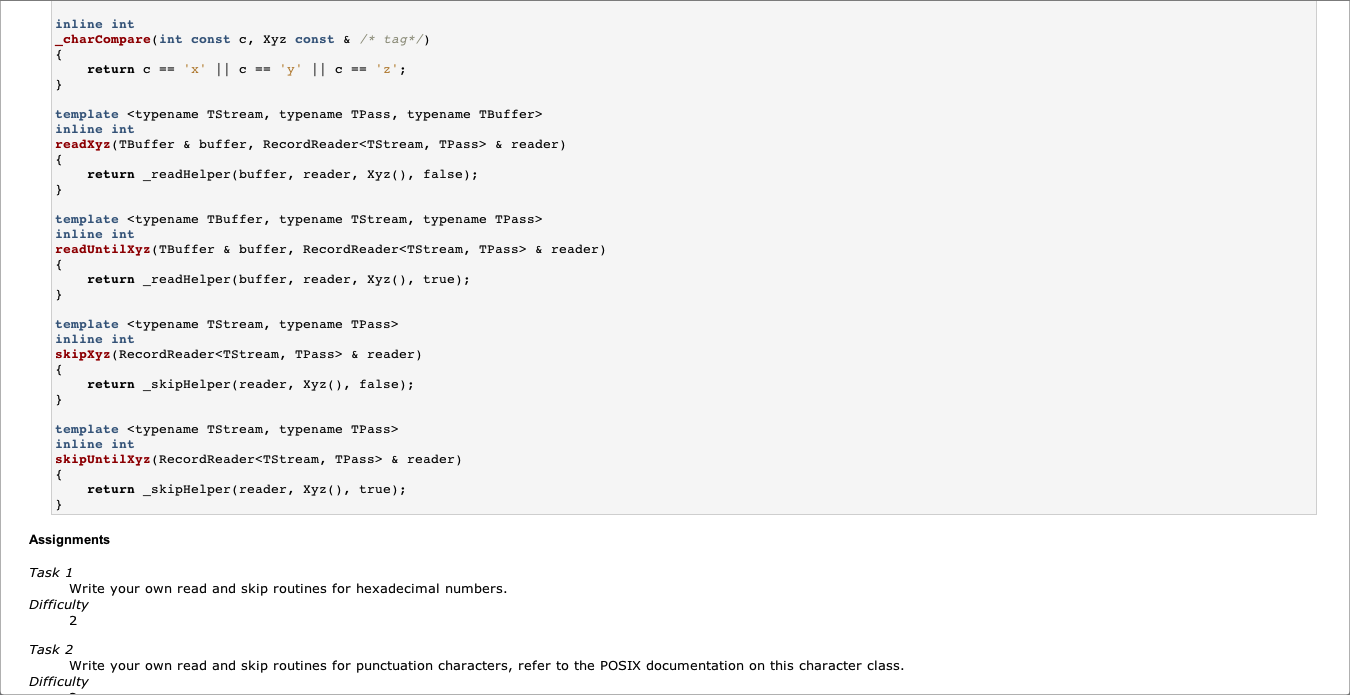 inline int
_charCompare(int const c, Xyz const & /* tag*/)
{
    return c == 'x' || c == 'y' || c == 'z';
}

template <typename TStream, typename TPass, typename TBuffer>
inline int
readXyz(TBuffer & buffer, RecordReader<TStream, TPass> & reader)
{
    return _readHelper(buffer, reader, Xyz(), false);
}

template <typename TBuffer, typename TStream, typename TPass>
inline int
readUntilXyz(TBuffer & buffer, RecordReader<TStream, TPass> & reader)
{
    return _readHelper(buffer, reader, Xyz(), true);
}

template <typename TStream, typename TPass>
inline int
skipXyz(RecordReader<TStream, TPass> & reader)
{
    return _skipHelper(reader, Xyz(), false);
}

template <typename TStream, typename TPass>
inline int
skipUntilXyz(RecordReader<TStream, TPass> & reader)
{
    return _skipHelper(reader, Xyz(), true);
}
Assignments
Task 1
Write your own read and skip routines for hexadecimal numbers.
Difficulty
2
Task 2
Write your own read and skip routines for punctuation characters, refer to the POSIX documentation on this character class.
Difficulty